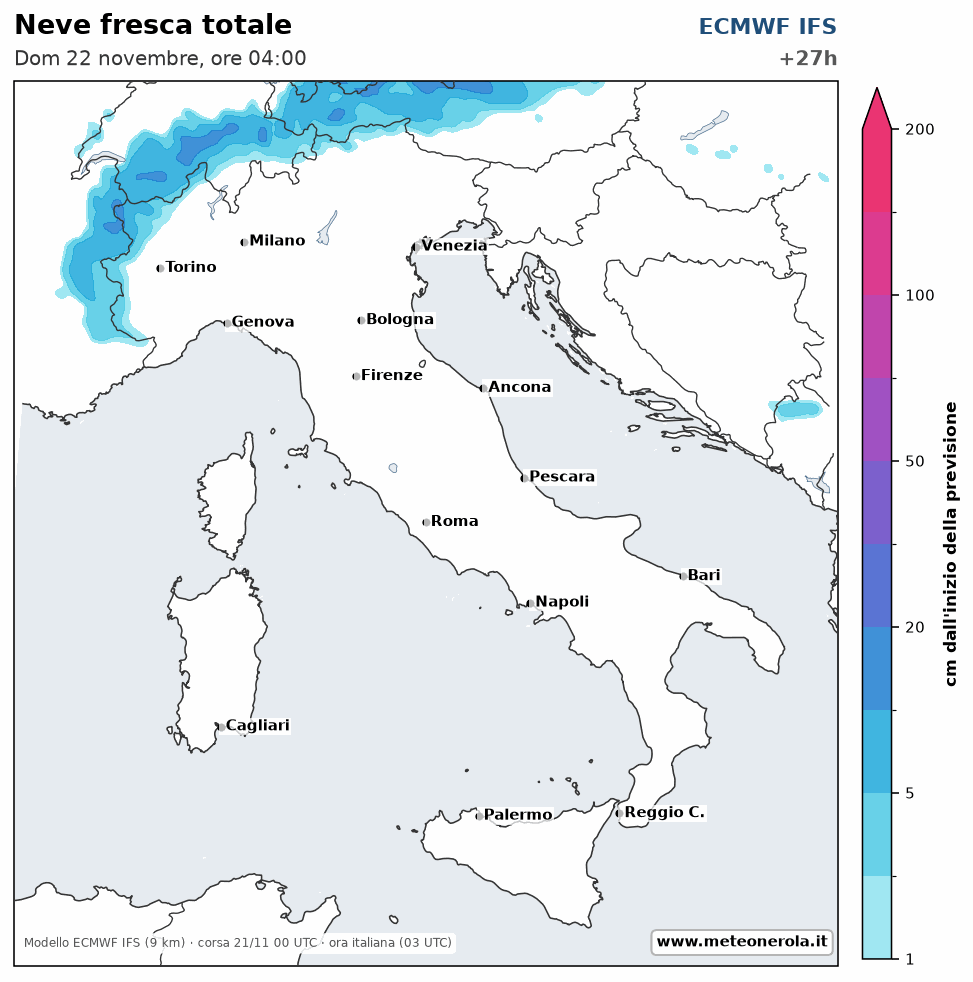 Neve fresca totale
ECMWF IFS
Dom 22 novembre, ore 04:00
+27h
200
100
50
20
5
1
cm dall'inizio della previsione
Milano
Venezia
Torino
Genova
Bologna
Firenze
Ancona
Pescara
Roma
Bari
Napoli
Cagliari
Palermo
Reggio C.
Modello ECMWF IFS (9 km) · corsa 21/11 00 UTC · ora italiana (03 UTC)
www.meteonerola.it